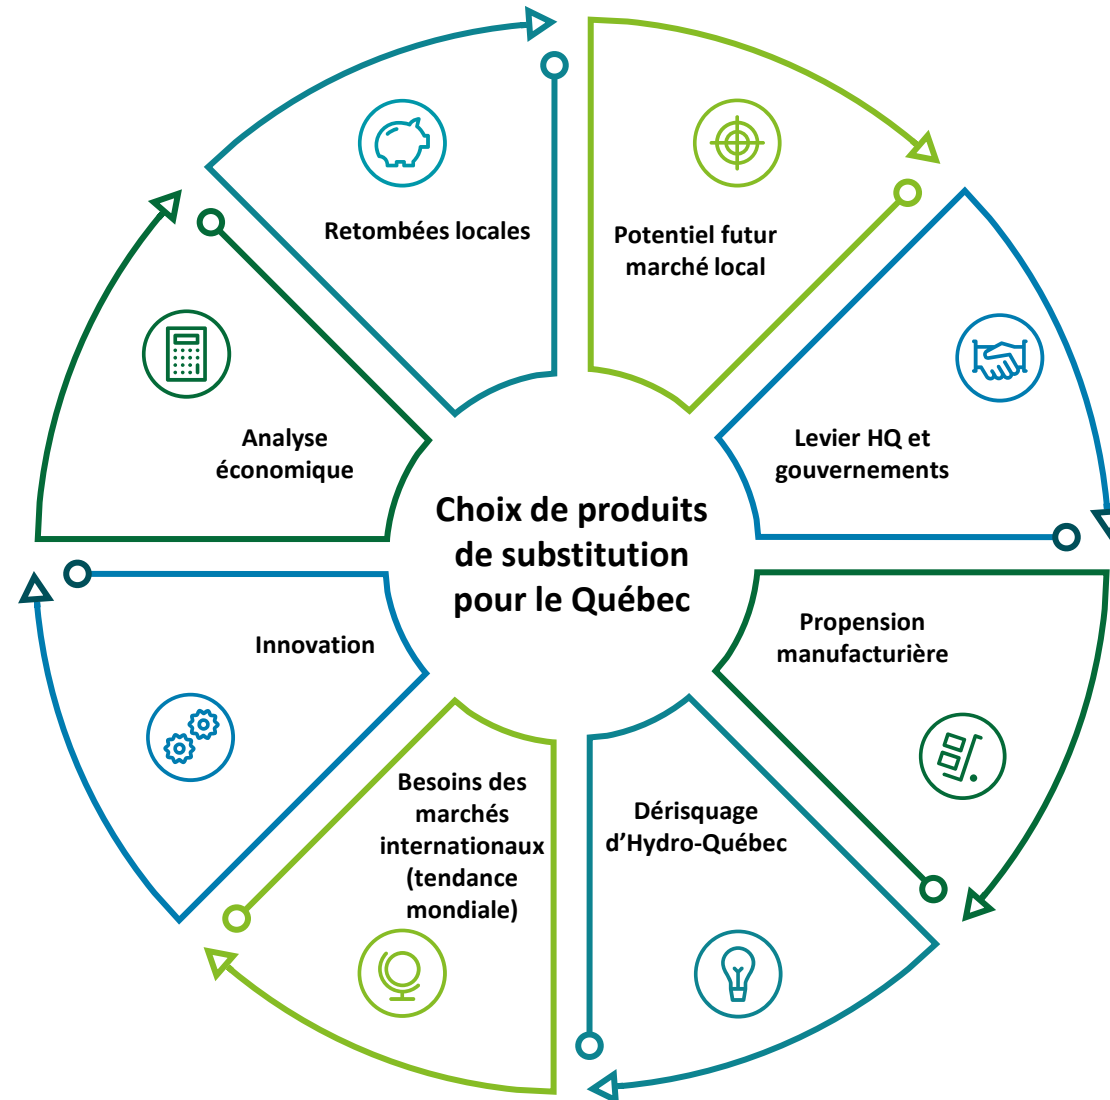 Retombées locales
Potentiel futur
marché local
Levier HQ et
gouvernements
Propension
manufacturière
Dérisquage
d’Hydro-Québec
Besoins des
marchés
internationaux
(tendance
mondiale)
Innovation
Analyse
économique
Choix de produits
de substitution
pour le Québec